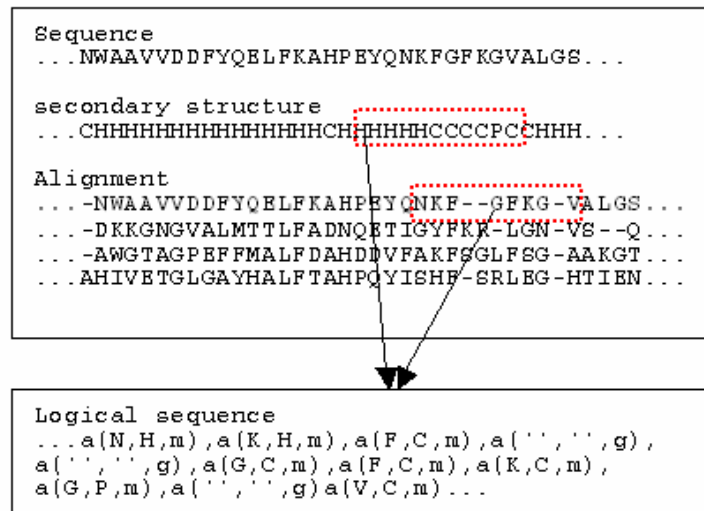 Sequence
...NWAAVVDDFYQELFKAHPEYQNKFGFKGVALGS...
secondary structure
...CHHHHHHHHHHHHHHHHCHHHHHHCCCCPCCHHH...
Alignment
...-NWAAVVDDFYQELFKAHPEYQNKF--GFKG-VALGS...
...-DKKGNGVALMTTLFADNQETIGYFKR-LGN-VS--Q...
...-AWGTAGPEFFMALFDAHDDVFAKFSGLFSG-AAKGT...
...AHIVETGLGAYHALFTAHPQYISHF-SRLEG-HTIEN...
Logical sequence
...a(N,H,m),a(K,H,m),a(F,C,m),a('','',g),
a('','',g),a(G,C,m),a(F,C,m),a(K,C,m),
a(G,P,m),a('','',g)a(V,C,m)...